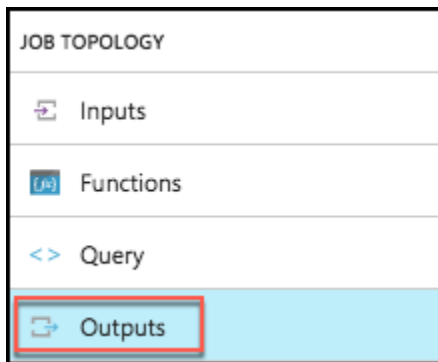 JOB TOPOLOGY
Inputs
Functions
<> Query
Outputs